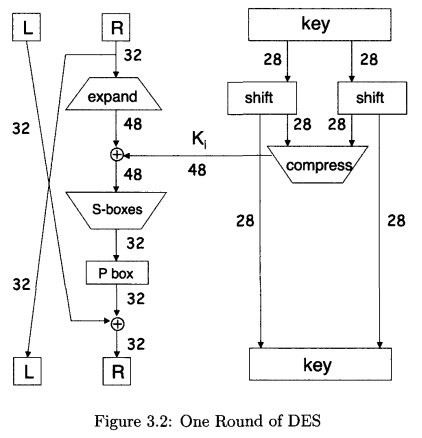 L R key
32 28 28
expand shift shift
32 48 28 28
Kᵢ
⊕ 48 compress
48
S-boxes
32 28 28
P box
32 32
⊕
32
L R key
Figure 3.2: One Round of DES